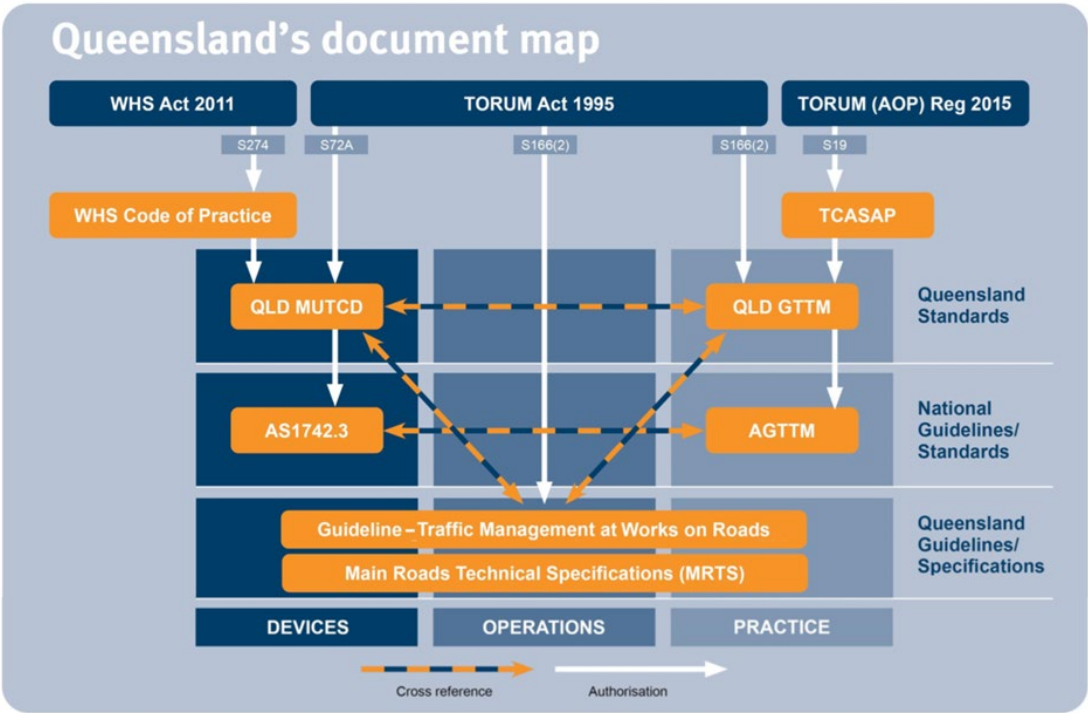 Queensland's document map
WHS Act 2011
TORUM Act 1995
TORUM (AOP) Reg 2015
S274
S72A
S166(2)
S166(2)
S19
WHS Code of Practice
TCASAP
QLD MUTCD
QLD GTTM
Queensland
Standards
AS1742.3
AGTTM
National
Guidelines/
Standards
Guideline – Traffic Management at Works on Roads
Main Roads Technical Specifications (MRTS)
Queensland
Guidelines/
Specifications
DEVICES
OPERATIONS
PRACTICE
Cross reference
Authorisation